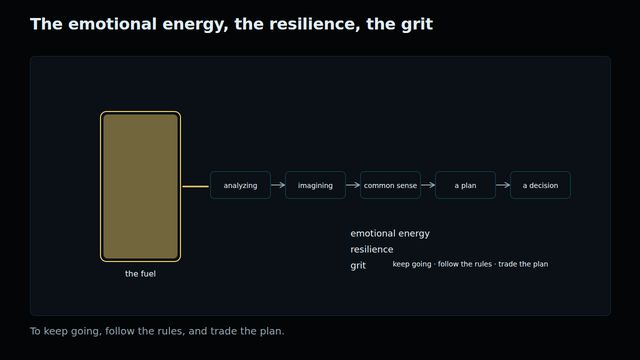 The emotional energy, the resilience, the grit
analyzing
imagining
common sense
a plan
a decision
emotional energy
resilience
grit
keep going · follow the rules · trade the plan
the fuel
To keep going, follow the rules, and trade the plan.